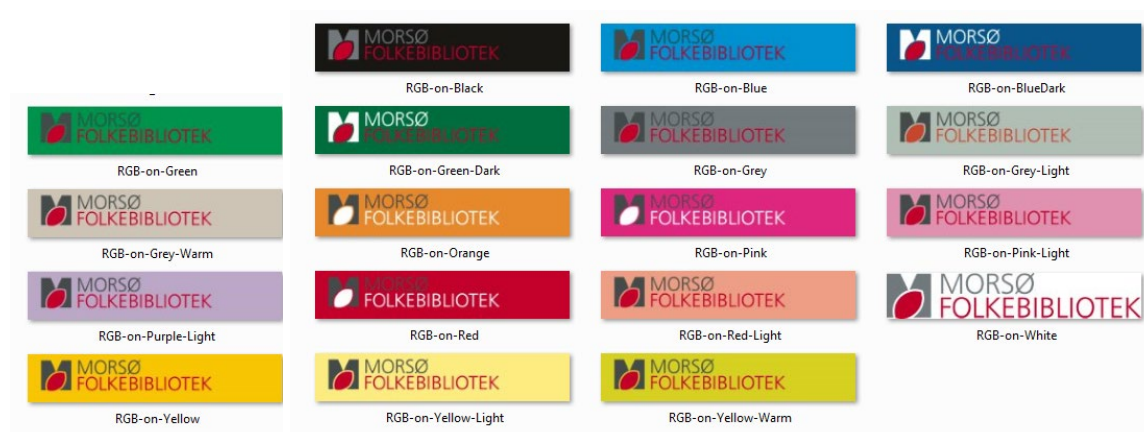 MORSØ
FOLKEBIBLIOTEK
RGB-on-Black
MORSØ
FOLKEBIBLIOTEK
RGB-on-Blue
MORSØ
FOLKEBIBLIOTEK
RGB-on-BlueDark
MORSØ
FOLKEBIBLIOTEK
RGB-on-Green
MORSØ
FOLKEBIBLIOTEK
RGB-on-Green-Dark
MORSØ
FOLKEBIBLIOTEK
RGB-on-Grey
MORSØ
FOLKEBIBLIOTEK
RGB-on-Grey-Light
MORSØ
FOLKEBIBLIOTEK
RGB-on-Grey-Warm
MORSØ
FOLKEBIBLIOTEK
RGB-on-Orange
MORSØ
FOLKEBIBLIOTEK
RGB-on-Pink
MORSØ
FOLKEBIBLIOTEK
RGB-on-Pink-Light
MORSØ
FOLKEBIBLIOTEK
RGB-on-Purple-Light
MORSØ
FOLKEBIBLIOTEK
RGB-on-Red
MORSØ
FOLKEBIBLIOTEK
RGB-on-Red-Light
MORSØ
FOLKEBIBLIOTEK
RGB-on-White
MORSØ
FOLKEBIBLIOTEK
RGB-on-Yellow
MORSØ
FOLKEBIBLIOTEK
RGB-on-Yellow-Light
MORSØ
FOLKEBIBLIOTEK
RGB-on-Yellow-Warm